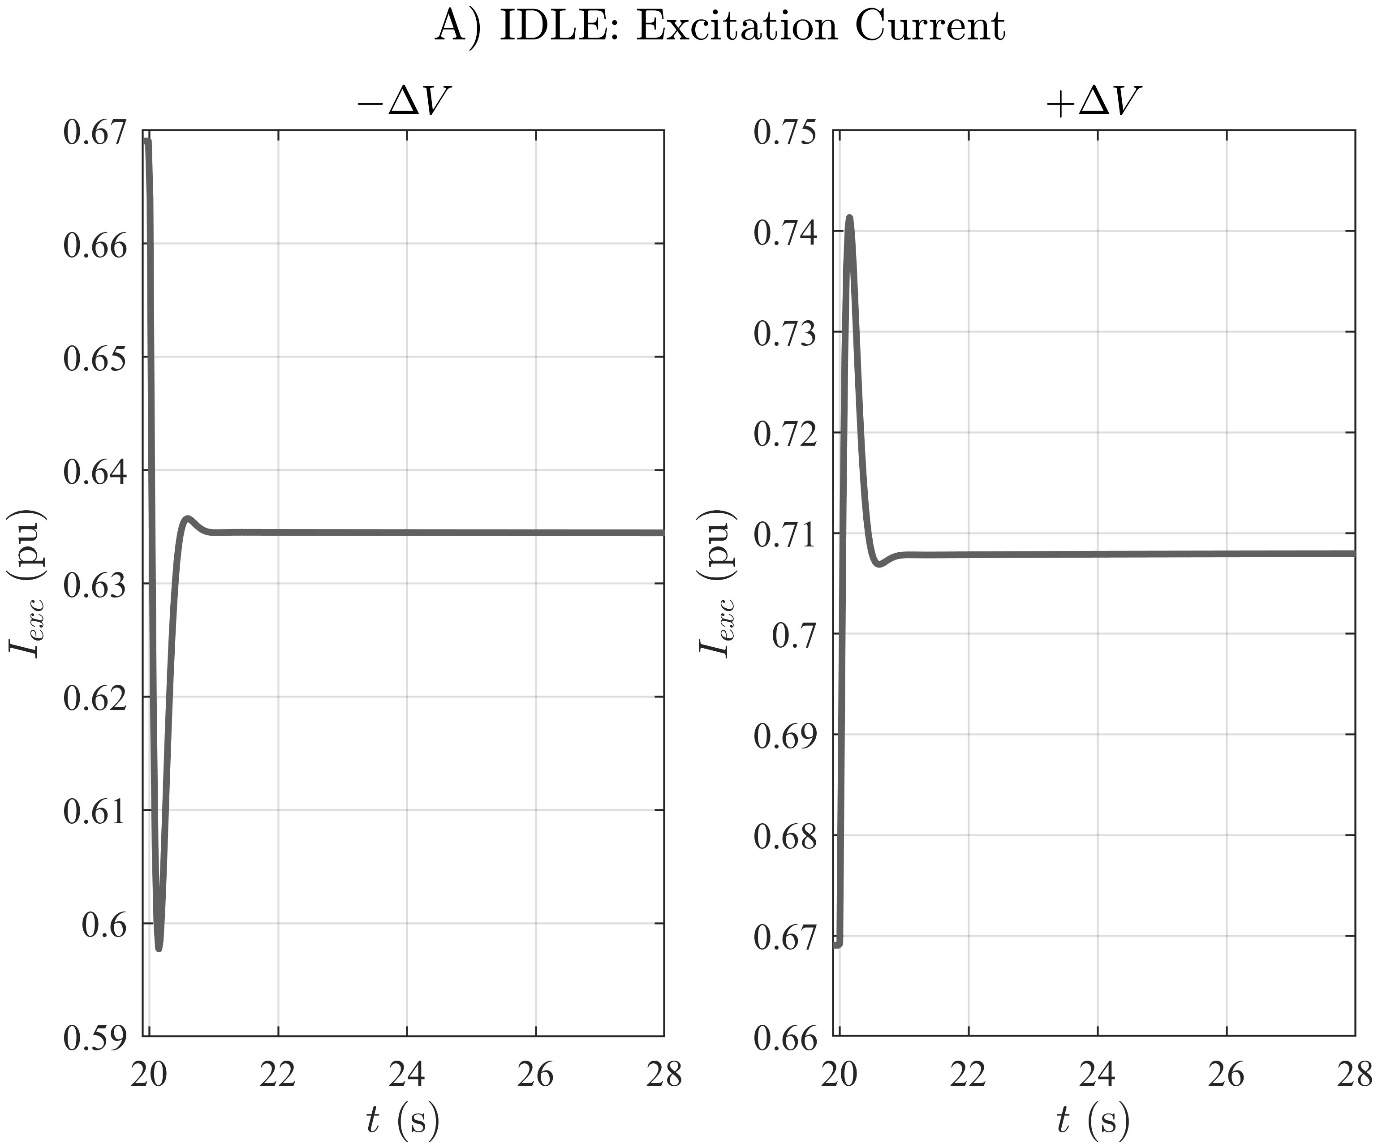 A) IDLE: Excitation Current
−ΔV
0.67
0.66
0.65
0.64
0.63
0.62
0.61
0.6
0.59
I_exc (pu)
20 22 24 26 28
t (s)
+ΔV
0.75
0.74
0.73
0.72
0.71
0.7
0.69
0.68
0.67
0.66
I_exc (pu)
20 22 24 26 28
t (s)